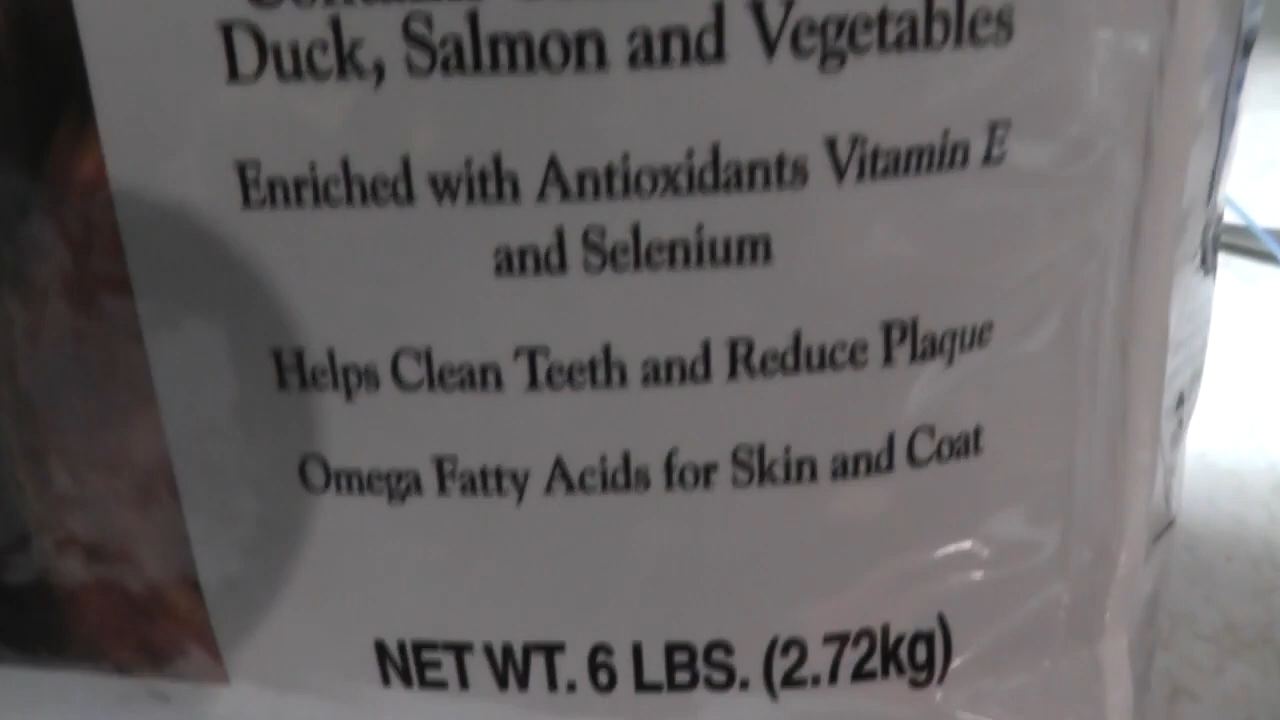 Duck, Salmon and Vegetables
Enriched with Antioxidants Vitamin E
and Selenium
Helps Clean Teeth and Reduce Plaque
Omega Fatty Acids for Skin and Coat
NET WT. 6 LBS. (2.72kg)